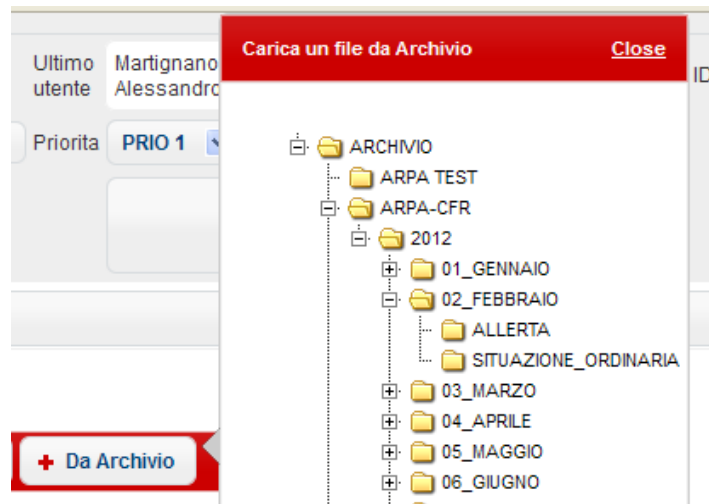 Carica un file da Archivio Close
Ultimo utente
Martignano
Alessandro
ID
Priorita PRIO 1
ARCHIVIO
ARPA TEST
ARPA-CFR
2012
01_GENNAIO
02_FEBBRAIO
ALLERTA
SITUAZIONE_ORDINARIA
03_MARZO
04_APRILE
05_MAGGIO
06_GIUGNO
+ Da Archivio